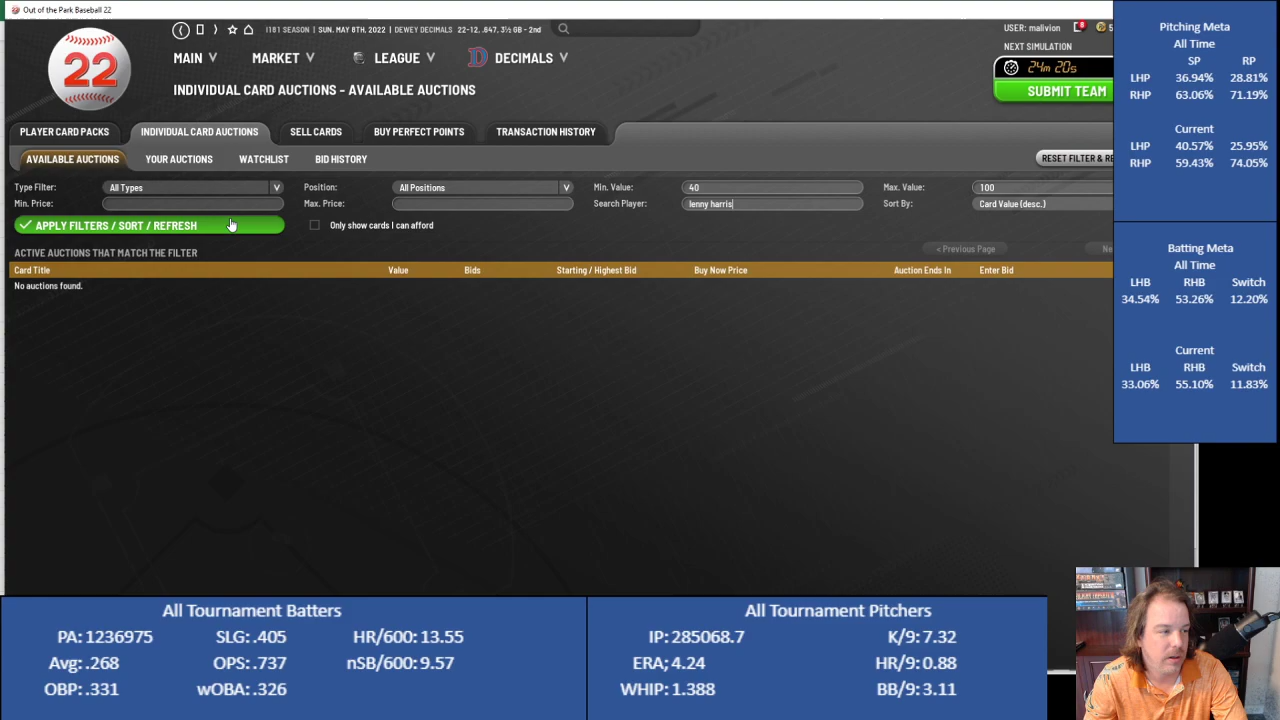 Out of the Park Baseball 22
i181 SEASON | SUN. MAY 8TH, 2022 | DEWEY DECIMALS 22-12, .647, 3½ GB - 2nd
USER: malivion
22
MAIN
MARKET
LEAGUE
DECIMALS
NEXT SIMULATION
24m 20s
SUBMIT TEAM
INDIVIDUAL CARD AUCTIONS - AVAILABLE AUCTIONS
PLAYER CARD PACKS
INDIVIDUAL CARD AUCTIONS
SELL CARDS
BUY PERFECT POINTS
TRANSACTION HISTORY
AVAILABLE AUCTIONS
YOUR AUCTIONS
WATCHLIST
BID HISTORY
RESET FILTER & RE
Type Filter: All Types Position: All Positions Min. Value: 40 Max. Value: 100
Min. Price: Max. Price: Search Player: lenny harris Sort By: Card Value (desc.)
APPLY FILTERS / SORT / REFRESH Only show cards I can afford
ACTIVE AUCTIONS THAT MATCH THE FILTER < Previous Page Ne
Card Title Value Bids Starting / Highest Bid Buy Now Price Auction Ends In Enter Bid
No auctions found.
Pitching Meta
All Time
SP RP
LHP 36.94% 28.81%
RHP 63.06% 71.19%
Current
LHP 40.57% 25.95%
RHP 59.43% 74.05%
Batting Meta
All Time
LHB RHB Switch
34.54% 53.26% 12.20%
Current
LHB RHB Switch
33.06% 55.10% 11.83%
All Tournament Batters
PA: 1236975 SLG: .405 HR/600: 13.55
Avg: .268 OPS: .737 nSB/600: 9.57
OBP: .331 wOBA: .326
All Tournament Pitchers
IP: 285068.7 K/9: 7.32
ERA; 4.24 HR/9: 0.88
WHIP: 1.388 BB/9: 3.11